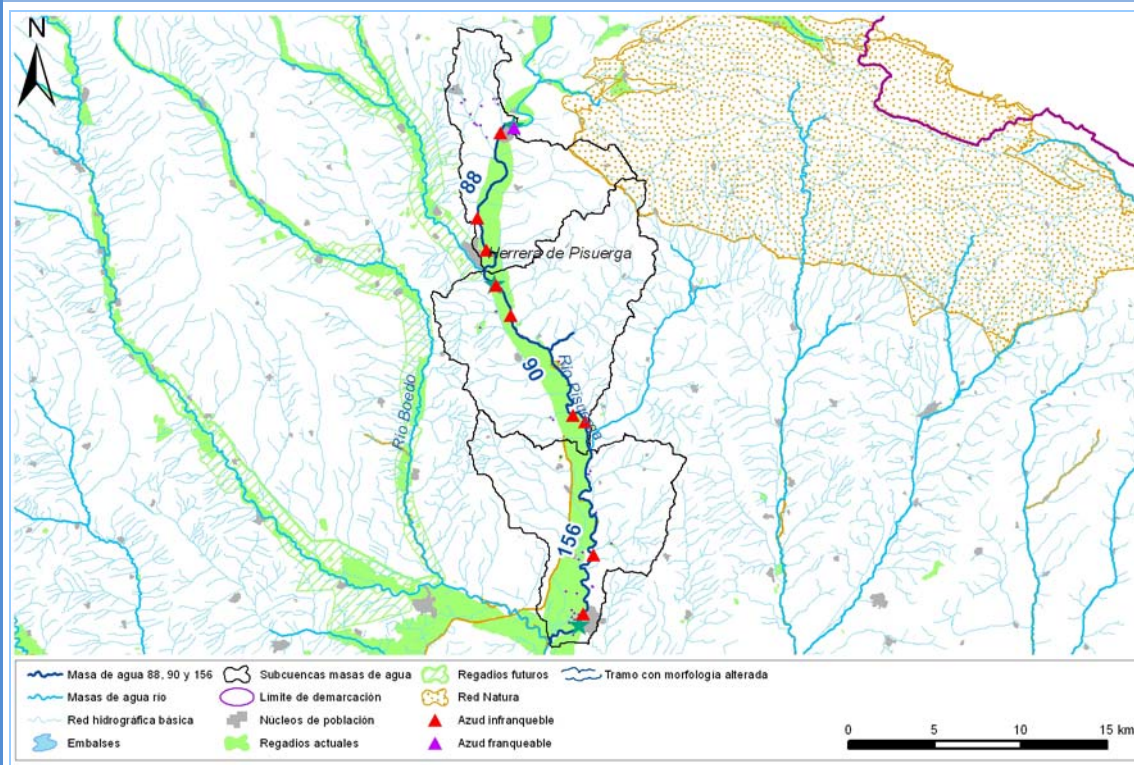 N
88
Herrera de Pisuerga
90
Río Pisuerga
Río Boedo
156
Masa de agua 88, 90 y 156
Subcuencas masas de agua
Regadíos futuros
Tramo con morfología alterada
Masas de agua río
Límite de demarcación
Red Natura
Red hidrográfica básica
Núcleos de población
Azud infranqueable
Embalses
Regadíos actuales
Azud franqueable
0 5 10 15 km